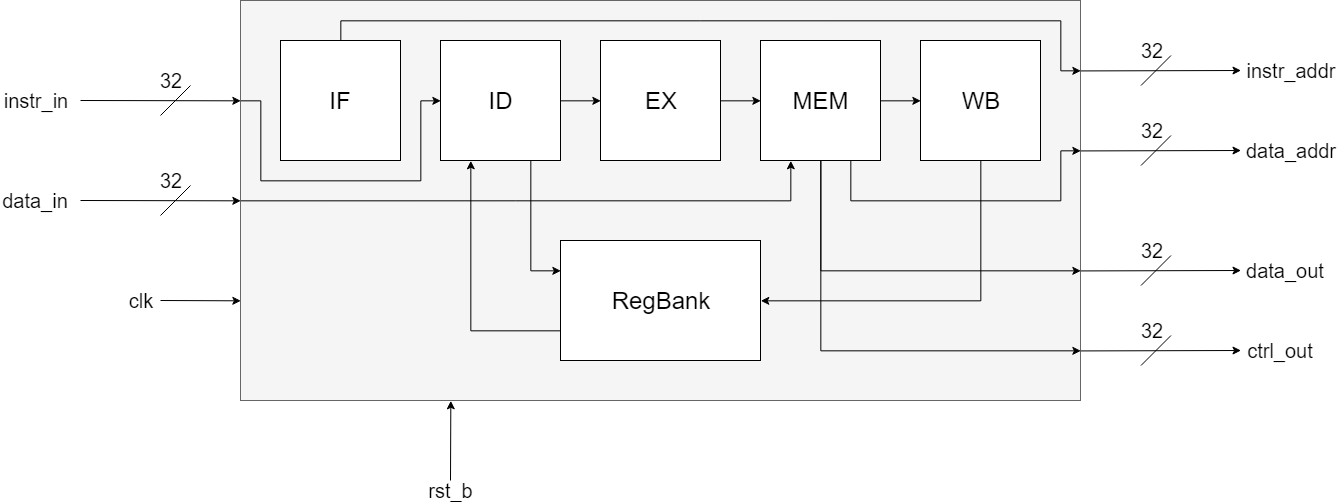 32
instr_addr
32
instr_in
IF
ID
EX
MEM
WB
32
data_addr
32
data_in
32
data_out
clk
RegBank
32
ctrl_out
rst_b